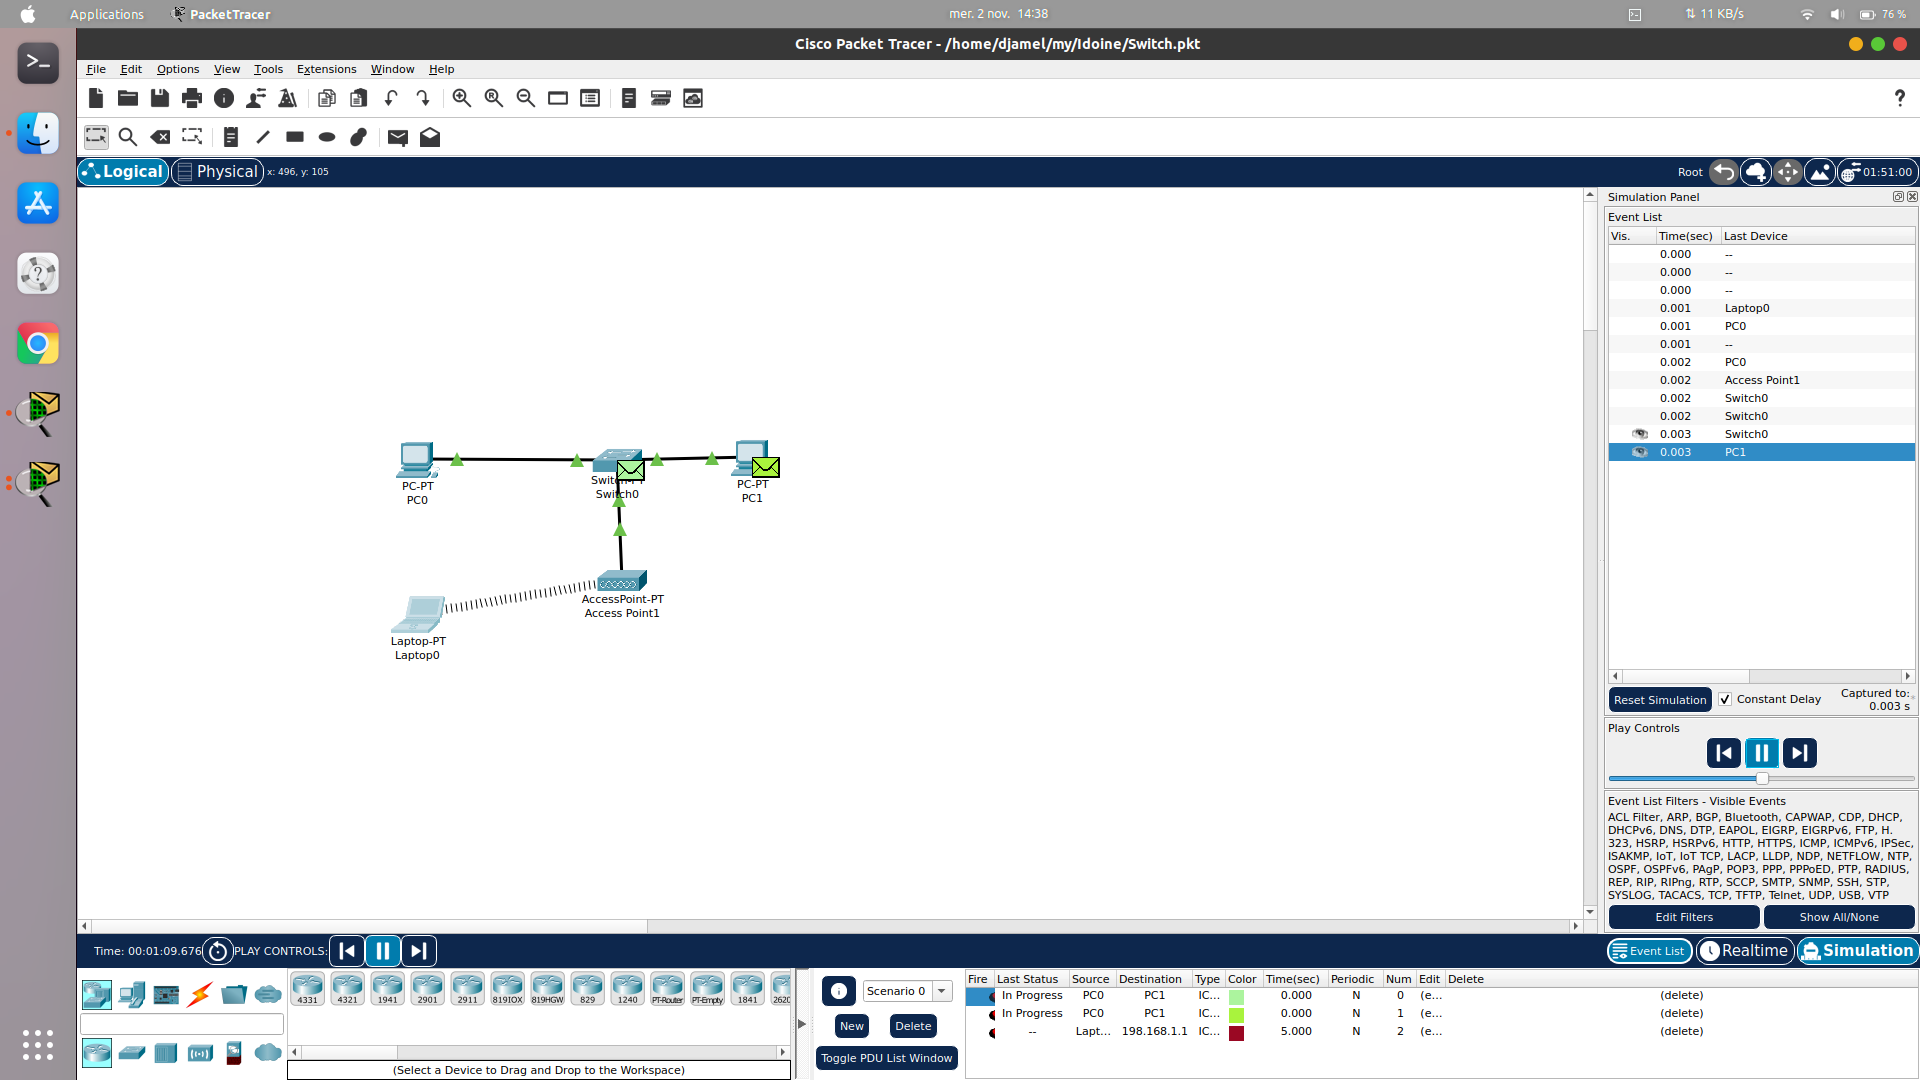 Applications PacketTracer mer. 2 nov. 14:38 11 KB/s 76 %
Cisco Packet Tracer - /home/djamel/my/Idoine/Switch.pkt
File Edit Options View Tools Extensions Window Help
Logical Physical x: 496, y: 105 Root 01:51:00
Simulation Panel
Event List
Vis. Time(sec) Last Device
0.000 --
0.000 --
0.000 --
0.001 Laptop0
0.001 PC0
0.001 --
0.002 PC0
0.002 Access Point1
0.002 Switch0
0.002 Switch0
0.003 Switch0
0.003 PC1
PC-PT
PC0
Switch-PT
Switch0
PC-PT
PC1
AccessPoint-PT
Access Point1
Laptop-PT
Laptop0
Reset Simulation Constant Delay Captured to:
0.003 s
Play Controls
Event List Filters - Visible Events
ACL Filter, ARP, BGP, Bluetooth, CAPWAP, CDP, DHCP,
DHCPv6, DNS, DTP, EAPOL, EIGRP, EIGRPv6, FTP, H.
323, HSRP, HSRPv6, HTTP, HTTPS, ICMP, ICMPv6, IPSec,
ISAKMP, IoT, IoT TCP, LACP, LLDP, NDP, NETFLOW, NTP,
OSPF, OSPFv6, PAgP, POP3, PPP, PPPoED, PTP, RADIUS,
REP, RIP, RIPng, RTP, SCCP, SMTP, SNMP, SSH, STP,
SYSLOG, TACACS, TCP, TFTP, Telnet, UDP, USB, VTP
Edit Filters Show All/None
Time: 00:01:09.676 PLAY CONTROLS: Event List Realtime Simulation
4331 4321 1941 2901 2911 819IOX 819HGW 829 1240 PT-Router PT-Empty 1841 2620
(Select a Device to Drag and Drop to the Workspace)
Scenario 0
New Delete
Toggle PDU List Window
Fire Last Status Source Destination Type Color Time(sec) Periodic Num Edit Delete
In Progress PC0 PC1 IC... 0.000 N 0 (e... (delete)
In Progress PC0 PC1 IC... 0.000 N 1 (e... (delete)
-- Lapt... 198.168.1.1 IC... 5.000 N 2 (e... (delete)